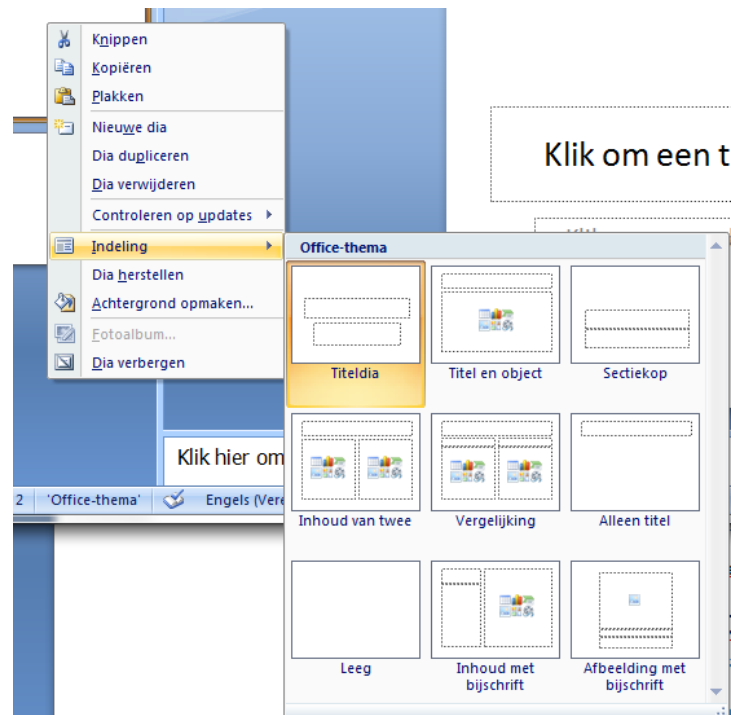 Knippen
Kopiëren
Plakken
Nieuwe dia
Dia dupliceren
Dia verwijderen
Controleren op updates
Indeling
Dia herstellen
Achtergrond opmaken...
Fotoalbum...
Dia verbergen
Klik om een t
Office-thema
Titeldia
Titel en object
Sectiekop
Inhoud van twee
Vergelijking
Alleen titel
Leeg
Inhoud met
bijschrift
Afbeelding met
bijschrift
Klik hier om
2 'Office-thema' Engels (Vere